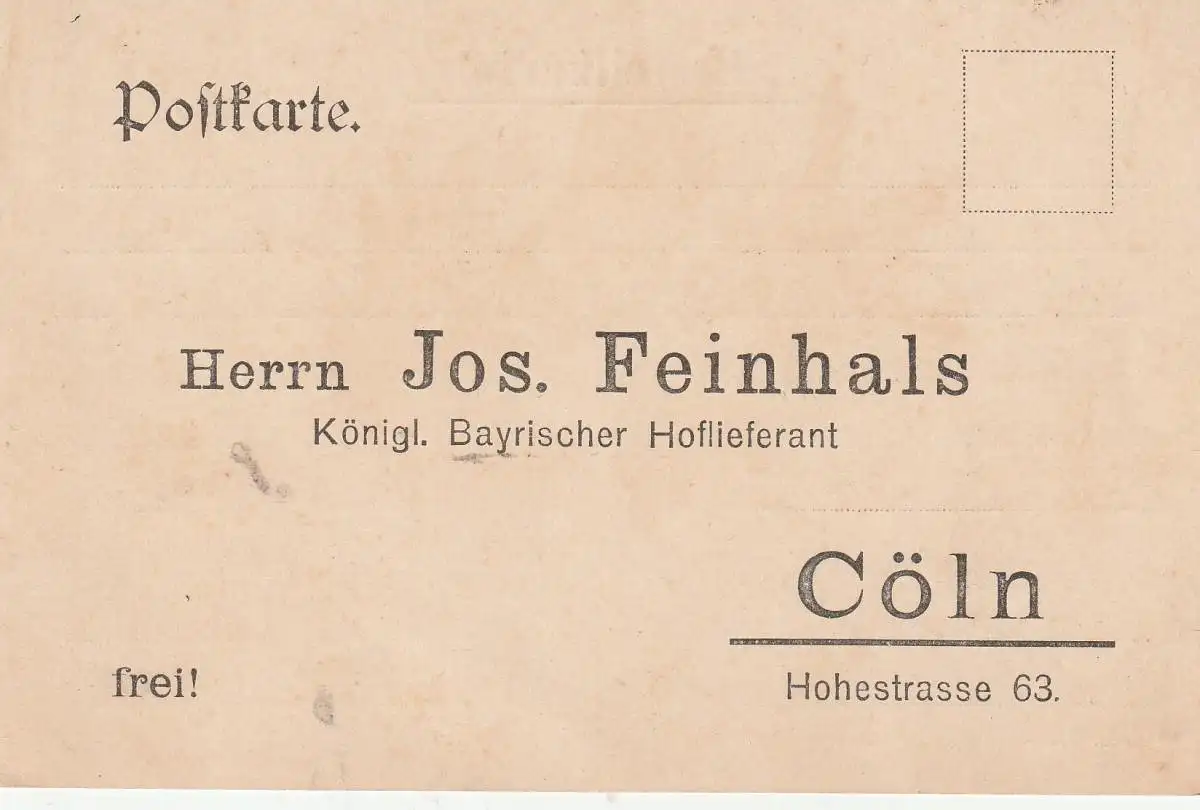 Poſtkarte.
Herrn Jos. Feinhals
Königl. Bayrischer Hoflieferant
Cöln
frei!
Hohestrasse 63.